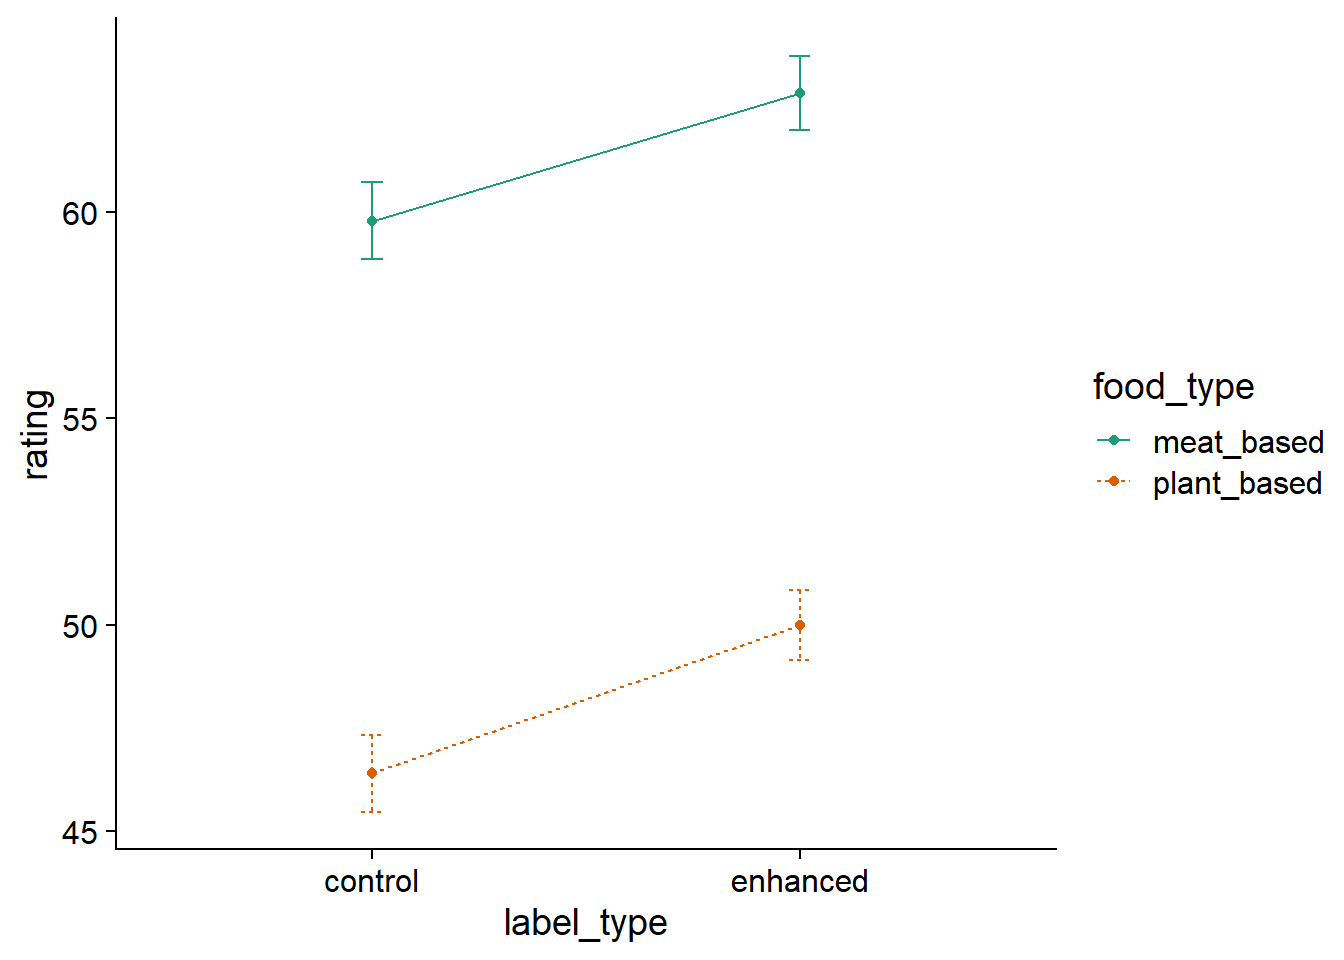 60
55
50
45
rating
control enhanced
label_type
food_type
meat_based
plant_based